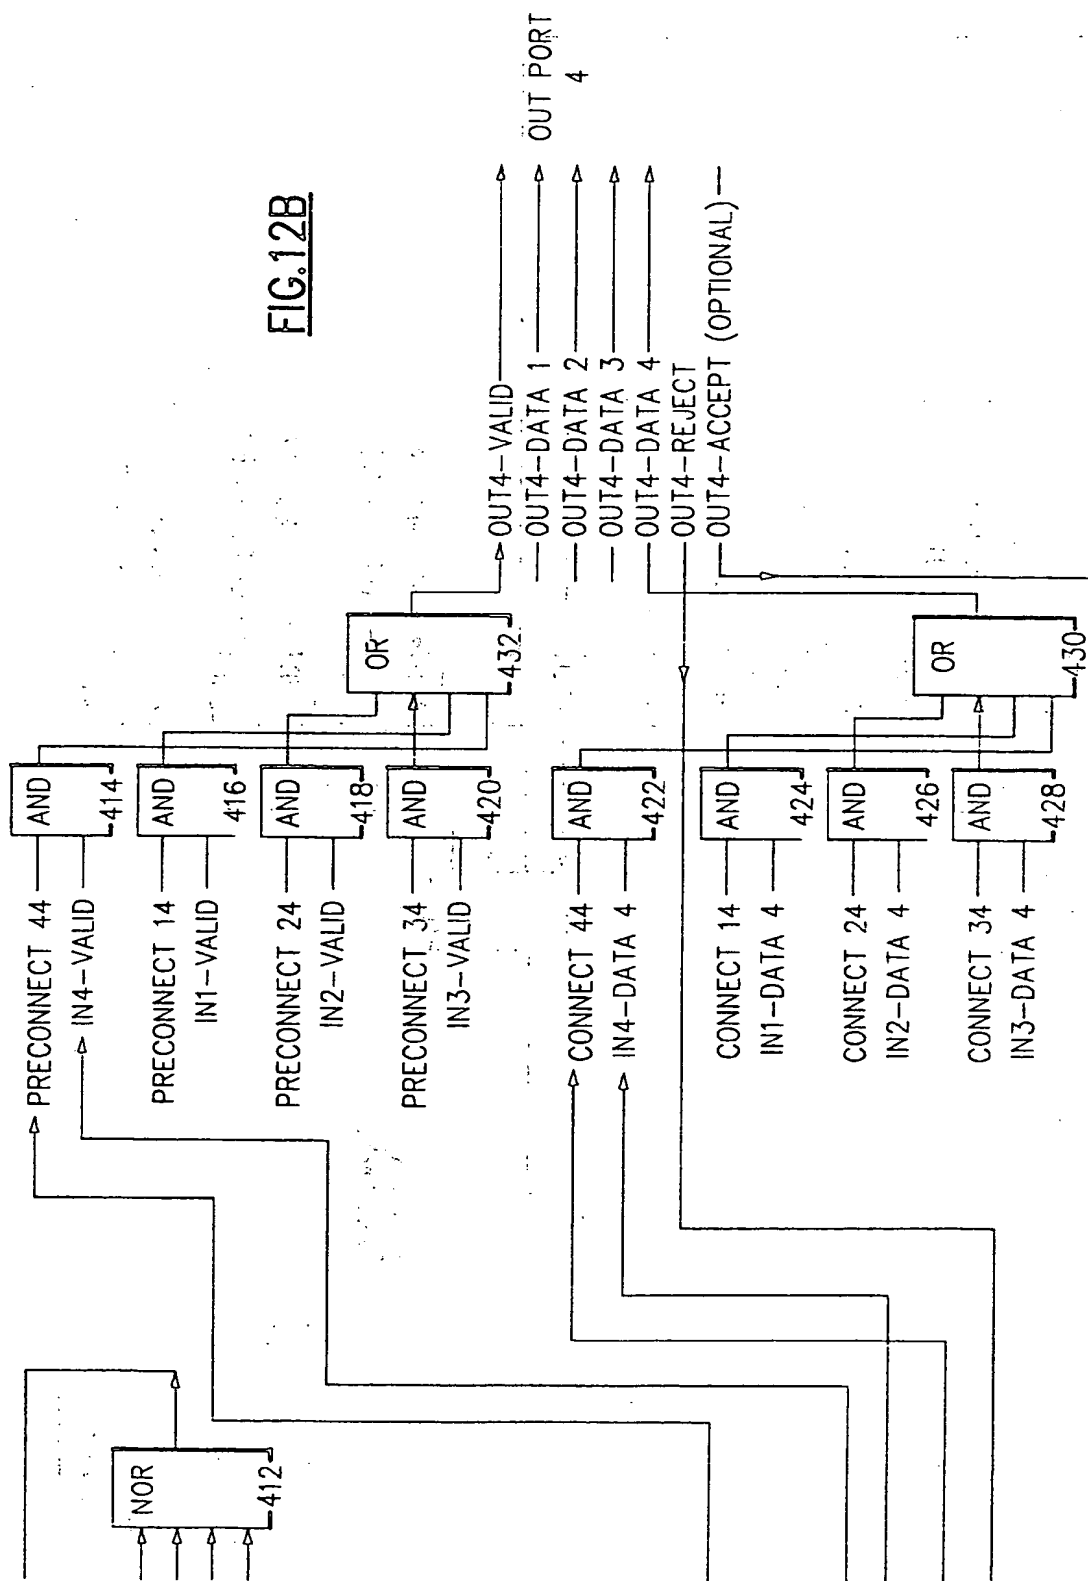 FIG.12B
NOR
412
PRECONNECT 44
IN4-VALID
AND
414
PRECONNECT 14
IN1-VALID
AND
416
PRECONNECT 24
IN2-VALID
AND
418
PRECONNECT 34
IN3-VALID
AND
420
OR
432
CONNECT 44
IN4-DATA 4
AND
422
CONNECT 14
IN1-DATA 4
AND
424
CONNECT 24
IN2-DATA 4
AND
426
CONNECT 34
IN3-DATA 4
AND
428
OR
430
OUT4-VALID
OUT4-DATA 1
OUT4-DATA 2
OUT4-DATA 3
OUT4-DATA 4
OUT4-REJECT
OUT4-ACCEPT (OPTIONAL)
OUT PORT
4